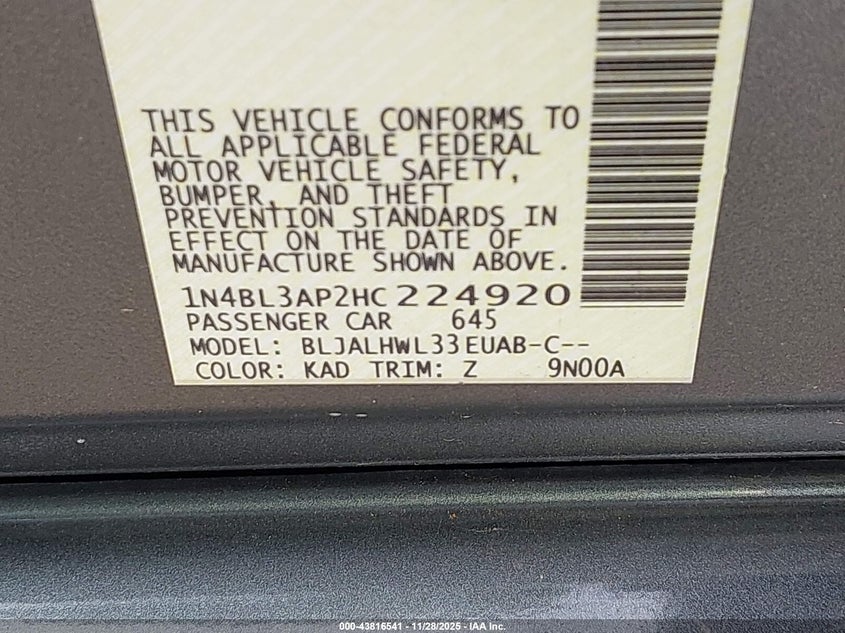 THIS VEHICLE CONFORMS TO
ALL APPLICABLE FEDERAL
MOTOR VEHICLE SAFETY,
BUMPER, AND THEFT
PREVENTION STANDARDS IN
EFFECT ON THE DATE OF
MANUFACTURE SHOWN ABOVE.
1N4BL3AP2HC224920
PASSENGER CAR 645
MODEL: BLJALHWL33EUAB-C--
COLOR: KAD TRIM: Z 9N00A
000-43816541 - 11/28/2025 - IAA Inc.